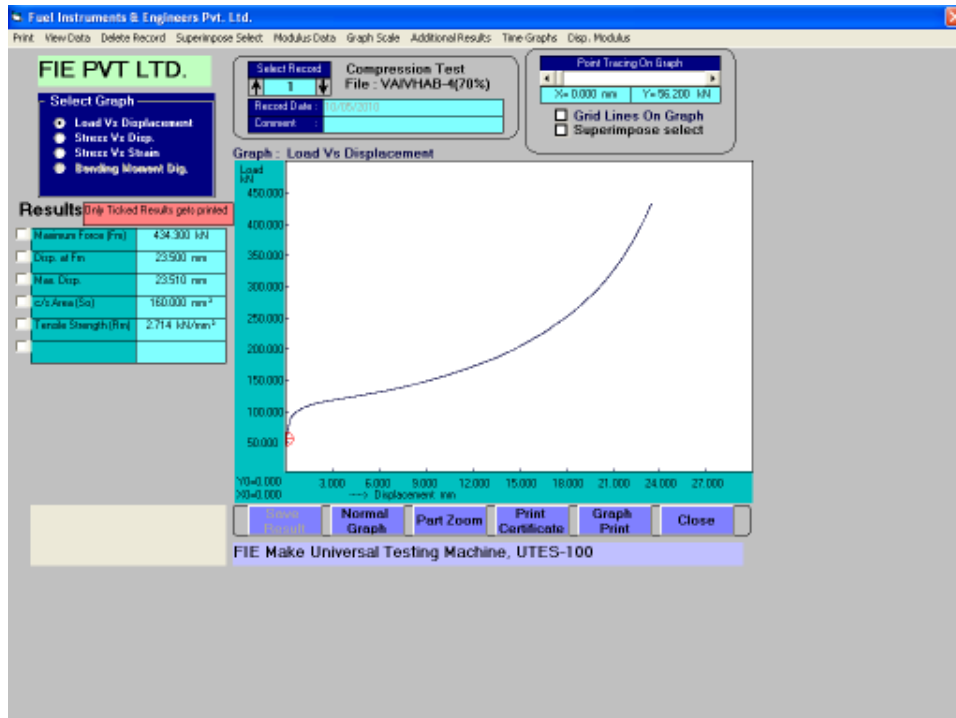 Fuel Instruments & Engineers Pvt. Ltd.
Print View Data Delete Record Superimpose Select Modulus Data Graph Scale Additional Results Time Graphs Disp. Modulus
FIE PVT LTD.
Select Graph
Load Vs Displacement
Stress Vs Disp.
Stress Vs Strain
Bending Moment Dig.
Select Record
1
Compression Test
File : VAIVHAB-4(70%)
Record Date : 10/05/2010
Comment :
Point Tracing On Graph
X= 0.000 mm Y= 56.200 kN
Grid Lines On Graph
Superimpose select
Results Only Ticked Results gets printed
Maximum Force (Fm) 434.300 kN
Disp. at Fm 23.500 mm
Max. Disp. 23.510 mm
c/s Area (So) 160.000 mm²
Tensile Strength (Rm) 2.714 kN/mm²
Graph : Load Vs Displacement
Load
kN
450.000
400.000
350.000
300.000
250.000
200.000
150.000
100.000
50.000
Y0=0.000
X0=0.000
3.000 6.000 9.000 12.000 15.000 18.000 21.000 24.000 27.000
---> Displacement mm
Save Result
Normal Graph
Part Zoom
Print Certificate
Graph Print
Close
FIE Make Universal Testing Machine, UTES-100